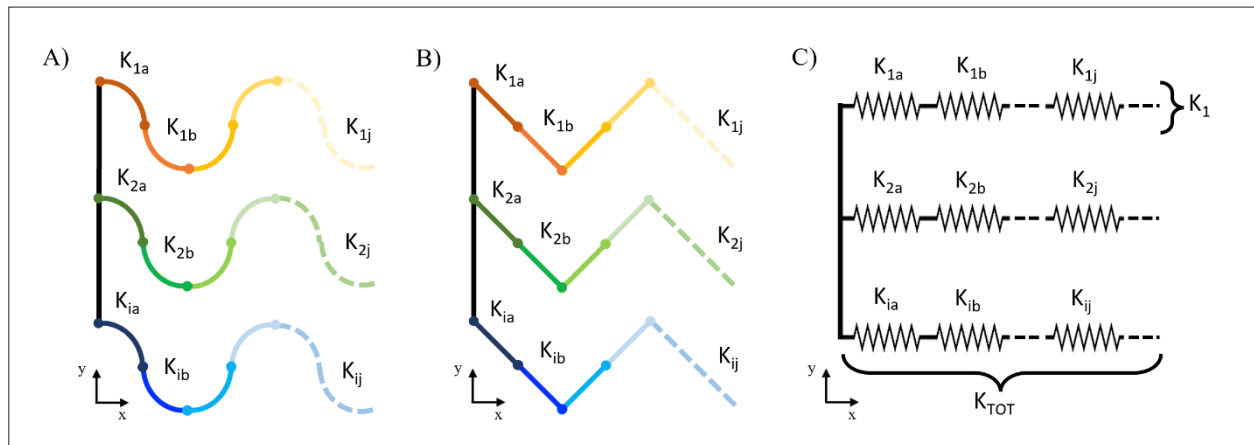 A)
K1a
K1b
K1j
K2a
K2b
K2j
Kia
Kib
Kij
y
x
B)
K1a
K1b
K1j
K2a
K2b
K2j
Kia
Kib
Kij
y
x
C)
K1a
K1b
K1j
K1
K2a
K2b
K2j
Kia
Kib
Kij
y
x
KTOT